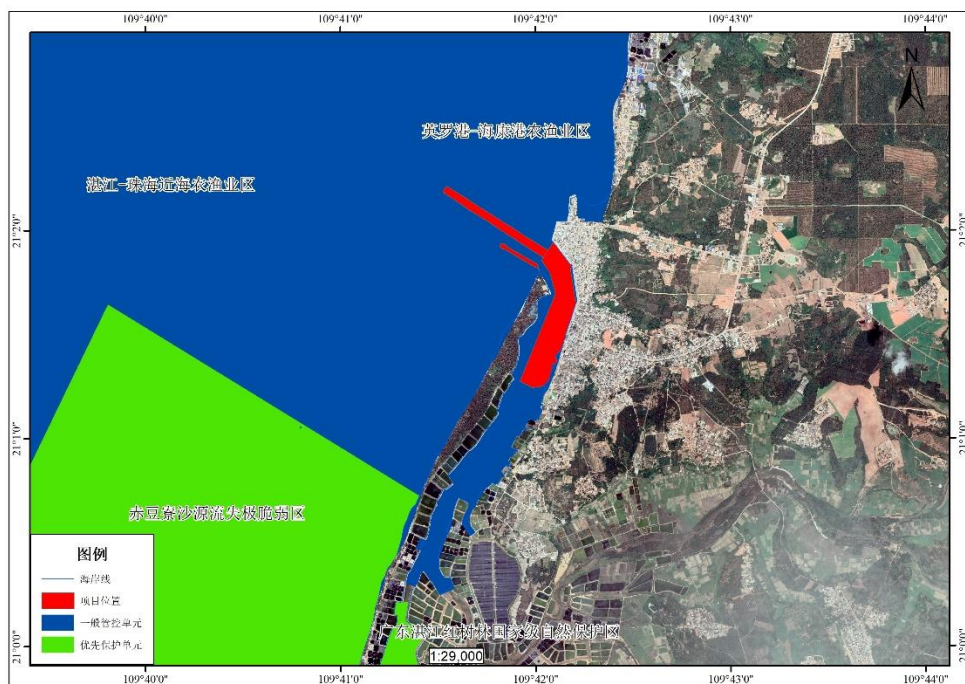 109°40'0" 109°41'0" 109°42'0" 109°43'0" 109°44'0"
N
英罗港-海康港农渔业区
湛江-珠海近海农渔业区
21°2'0" 21°2'0"
21°1'0" 21°1'0"
赤豆寮沙源流失极脆弱区
图例
海岸线
项目位置
一般管控单元
优先保护单元
广东湛江红树林国家级自然保护区
21°0'0" 21°0'0"
1:29,000
109°40'0" 109°41'0" 109°42'0" 109°43'0" 109°44'0"